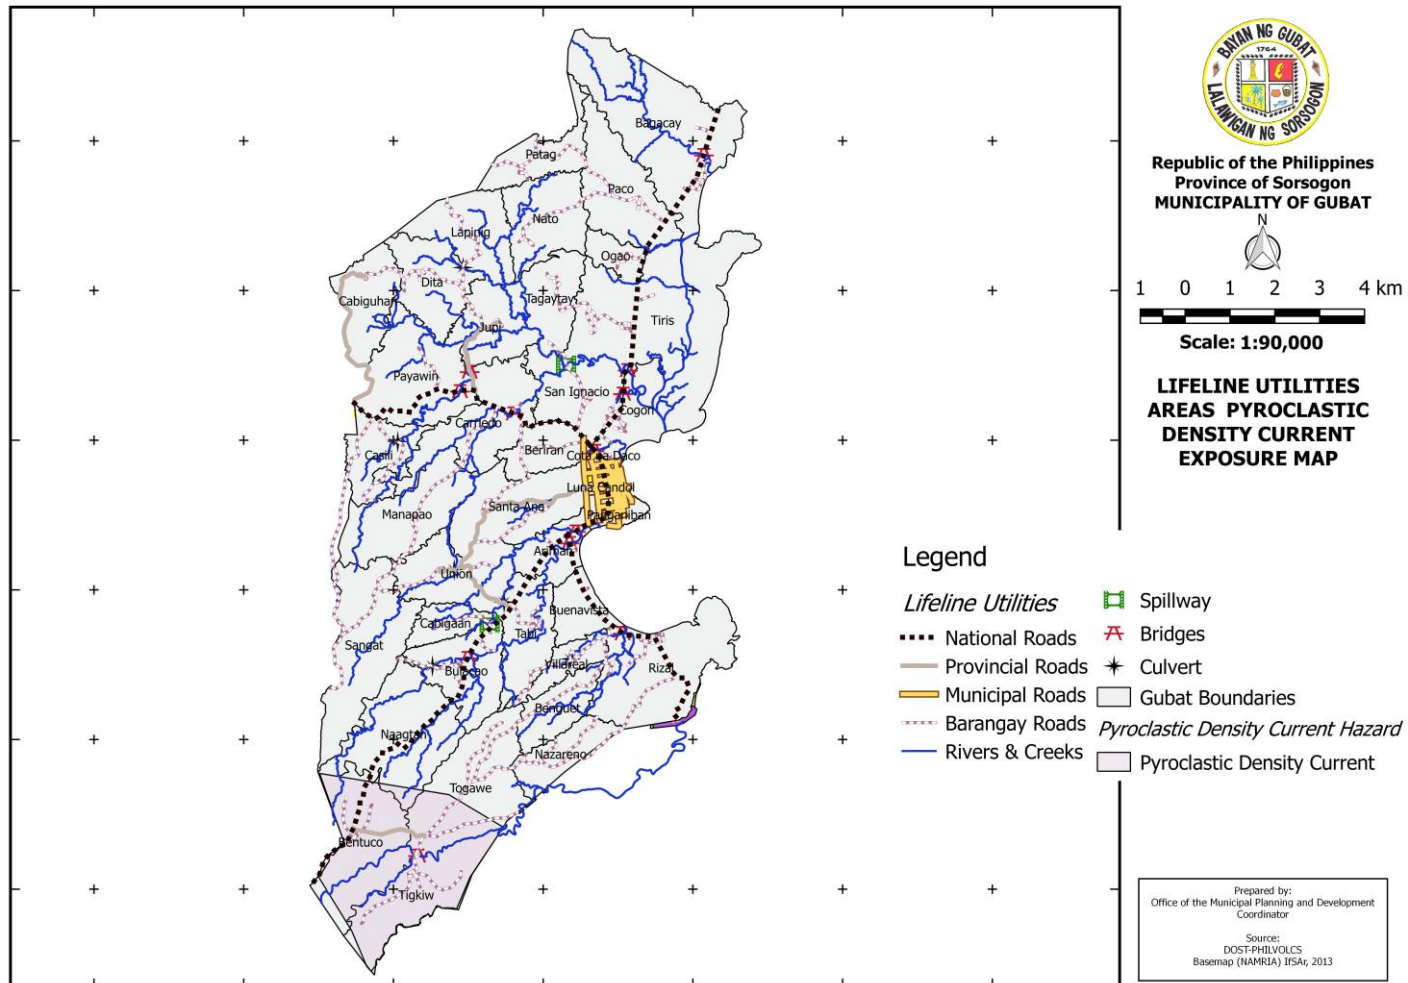 Bagacay
Patag
Paco
Nato
Lapinig
Ogao
Dita
Cabiguhan
Tagaytay
Tiris
Jupi
Payawin
San Ignacio
Cogon
Carriedo
Beriran
Casili
Cota na Daco
Luna Candol
Manapao
Santa Ana
Panganiban
Ariman
Union
Buenavista
Cabigaan
Tabi
Sangat
Villareal
Rizal
Bulacao
Benguet
Naagtan
Nazareno
Togawe
Bentuco
Tigkiw
BAYAN NG GUBAT
1764
LALAWIGAN NG SORSOGON
Republic of the Philippines
Province of Sorsogon
MUNICIPALITY OF GUBAT
N
1 0 1 2 3 4 km
Scale: 1:90,000
LIFELINE UTILITIES
AREAS PYROCLASTIC
DENSITY CURRENT
EXPOSURE MAP
Legend
Lifeline Utilities
National Roads
Provincial Roads
Municipal Roads
Barangay Roads
Rivers & Creeks
Spillway
Bridges
Culvert
Gubat Boundaries
Pyroclastic Density Current Hazard
Pyroclastic Density Current
Prepared by:
Office of the Municipal Planning and Development
Coordinator
Source:
DOST-PHILVOLCS
Basemap (NAMRIA) IfSAr, 2013